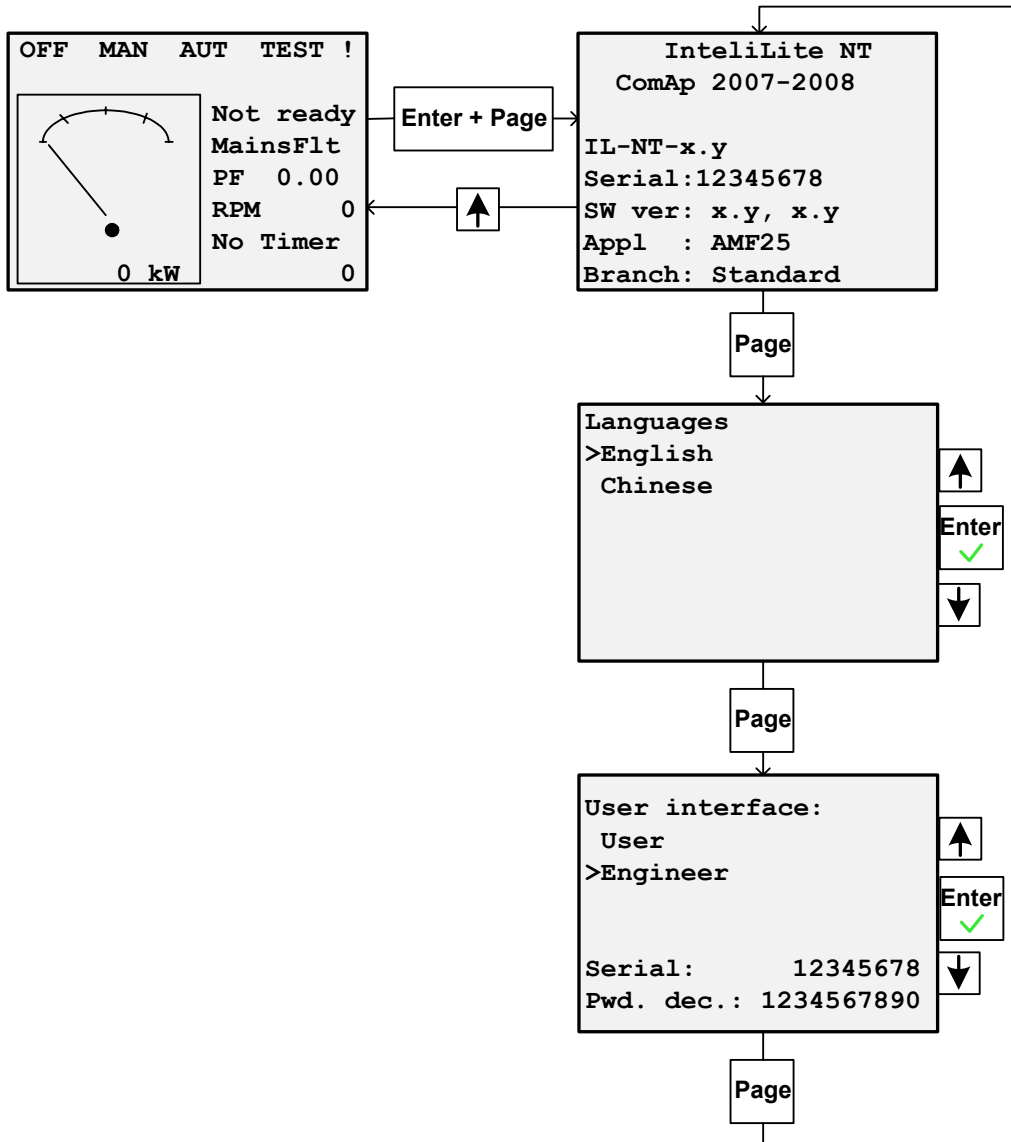 OFF MAN AUT TEST !
Not ready
MainsFlt
PF 0.00
RPM 0
No Timer
0 kW 0
Enter + Page
InteliLite NT
ComAp 2007-2008
IL-NT-x.y
Serial:12345678
SW ver: x.y, x.y
Appl : AMF25
Branch: Standard
Page
Languages
>English
Chinese
Enter
Page
User interface:
User
>Engineer
Serial: 12345678
Pwd. dec.: 1234567890
Enter
Page